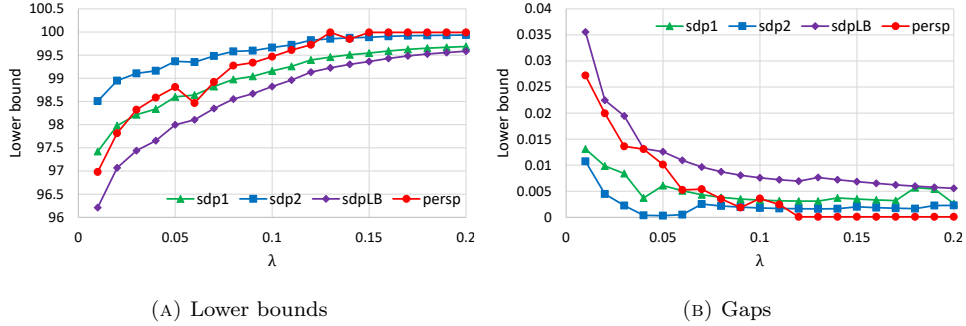 100.5
100
99.5
99
98.5
98
97.5
97
96.5
96
Lower bound
sdp1 sdp2 sdpLB persp
0 0.05 0.1 0.15 0.2
λ
(A) Lower bounds
0.04
0.035
0.03
0.025
0.02
0.015
0.01
0.005
0
Lower bound
sdp1 sdp2 sdpLB persp
0 0.05 0.1 0.15 0.2
λ
(B) Gaps